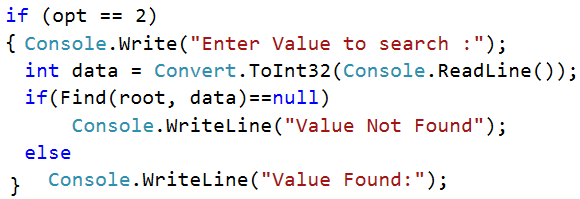 if (opt == 2)
{ Console.Write("Enter Value to search :");
int data = Convert.ToInt32(Console.ReadLine());
if(Find(root, data)==null)
Console.WriteLine("Value Not Found");
else
} Console.WriteLine("Value Found:");